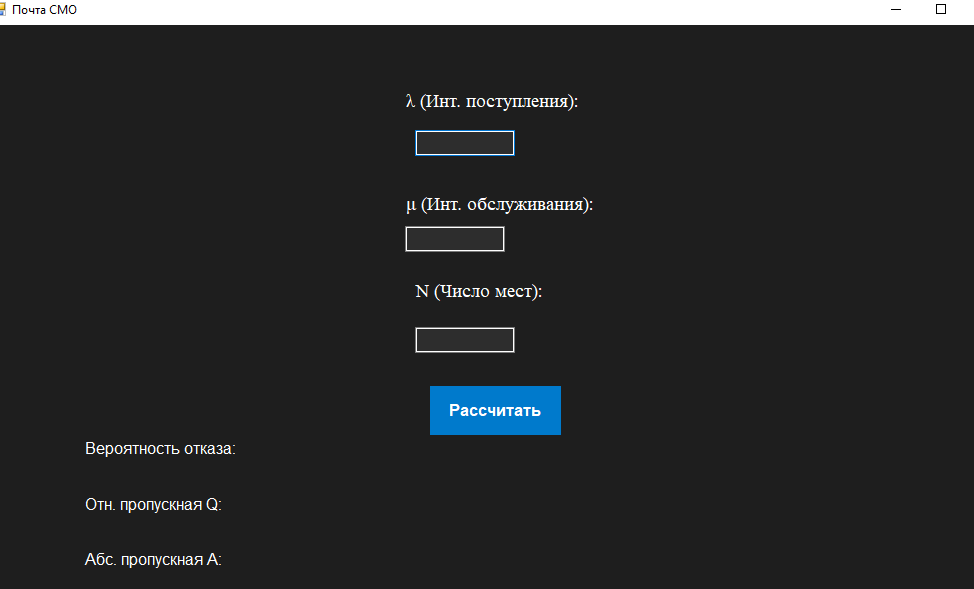 Почта СМО
λ (Инт. поступления):
μ (Инт. обслуживания):
N (Число мест):
Рассчитать
Вероятность отказа:
Отн. пропускная Q:
Абс. пропускная A: